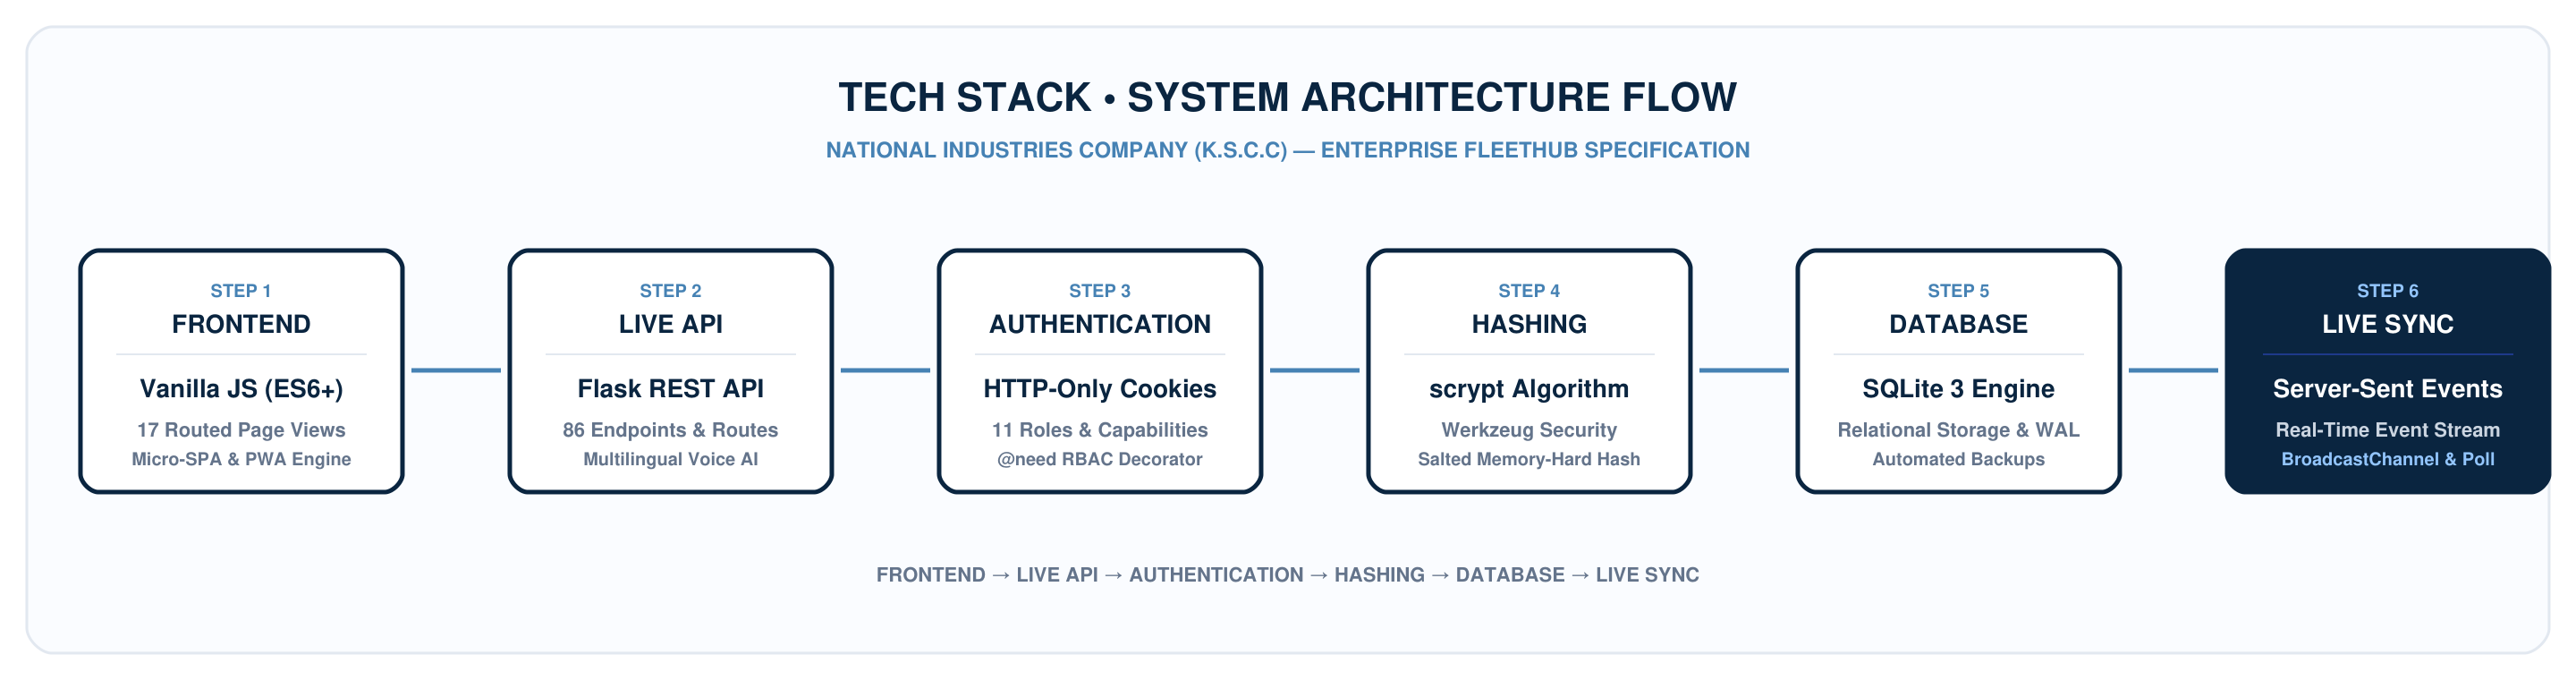 TECH STACK • SYSTEM ARCHITECTURE FLOW
NATIONAL INDUSTRIES COMPANY (K.S.C.C) — ENTERPRISE FLEETHUB SPECIFICATION
STEP 1
FRONTEND
Vanilla JS (ES6+)
17 Routed Page Views
Micro-SPA & PWA Engine
STEP 2
LIVE API
Flask REST API
86 Endpoints & Routes
Multilingual Voice AI
STEP 3
AUTHENTICATION
HTTP-Only Cookies
11 Roles & Capabilities
@need RBAC Decorator
STEP 4
HASHING
scrypt Algorithm
Werkzeug Security
Salted Memory-Hard Hash
STEP 5
DATABASE
SQLite 3 Engine
Relational Storage & WAL
Automated Backups
STEP 6
LIVE SYNC
Server-Sent Events
Real-Time Event Stream
BroadcastChannel & Poll
FRONTEND → LIVE API → AUTHENTICATION → HASHING → DATABASE → LIVE SYNC